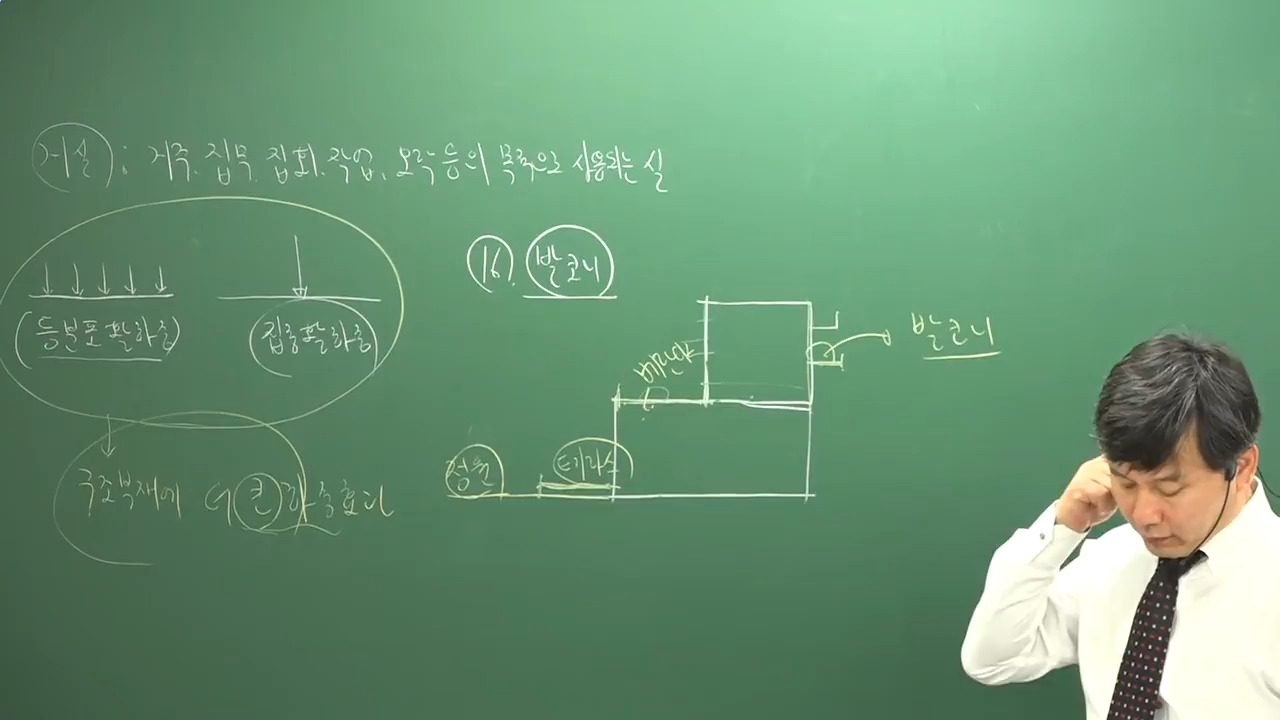 거실 : 거주, 집무, 집회, 작업, 오락 등의 목적으로 사용되는 실
(등분포활하중)
(집중활하중)
구조부재에 더 큰 하중효과
16. 발코니
발코니
베란다
정원
테라스